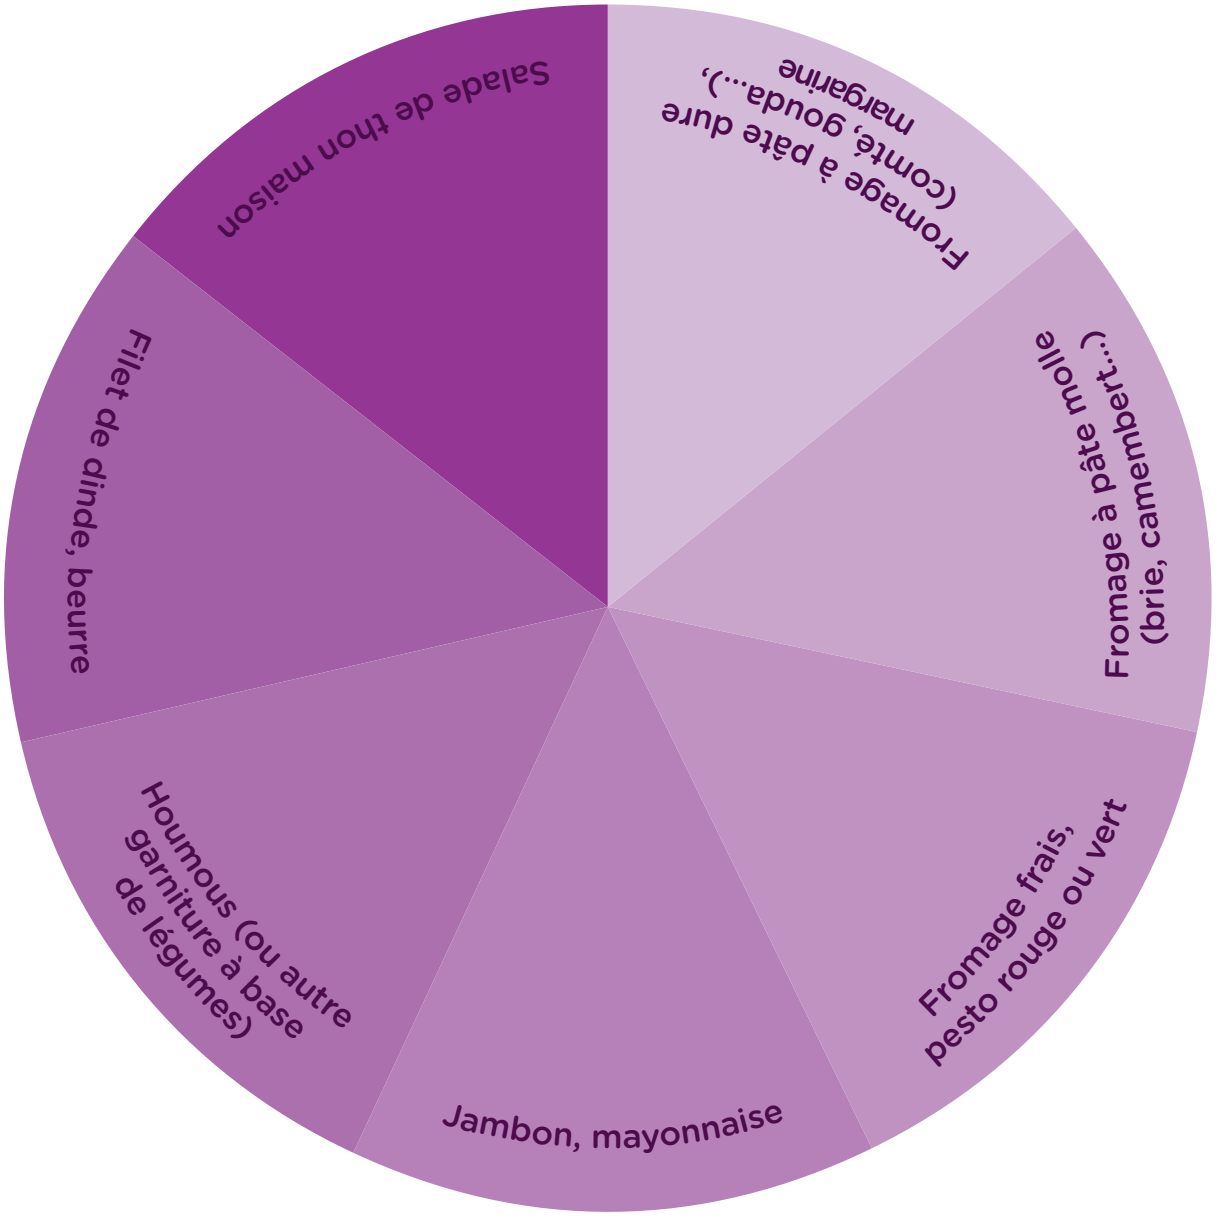 Fromage à pâte dure
(comté, gouda...),
margarine
Fromage à pâte molle
(brie, camembert...)
Fromage frais,
pesto rouge ou vert
Jambon, mayonnaise
Houmous (ou autre
garniture à base
de légumes)
Filet de dinde, beurre
Salade de thon maison